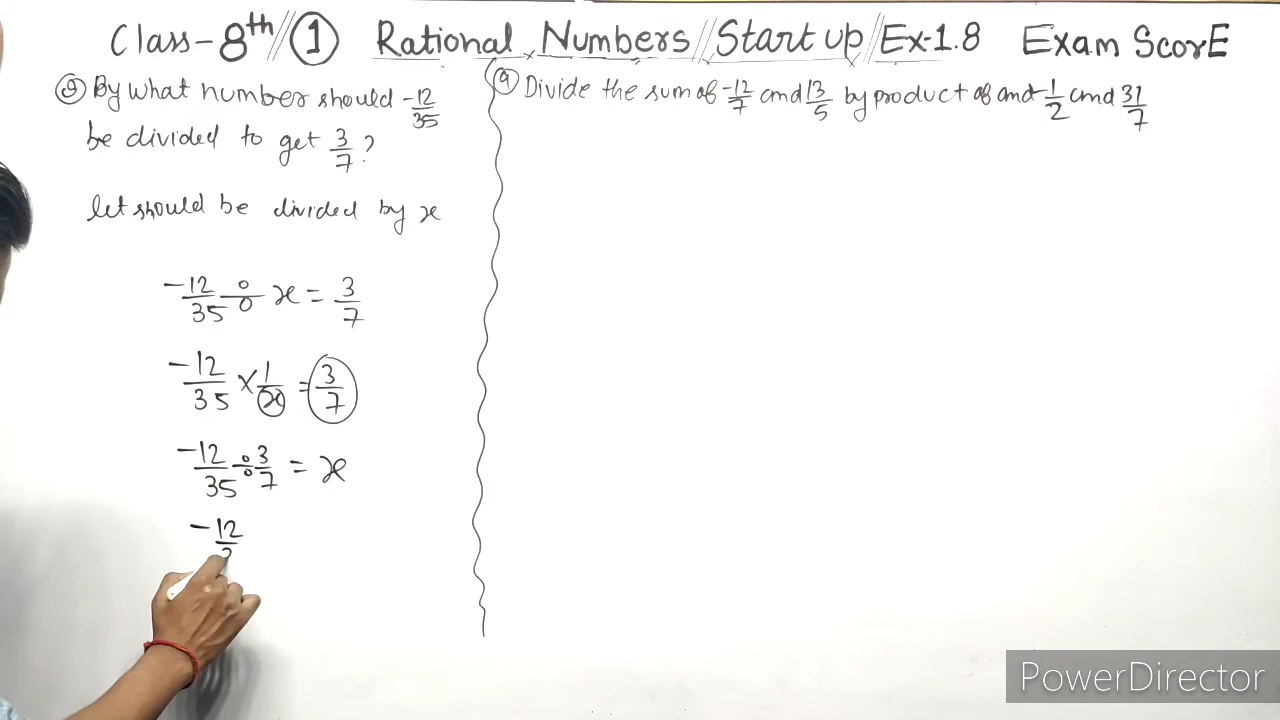 Class-8th//① Rational Numbers//Start up//Ex-1.8 Exam ScorE
③ By what number should -12/35
be divided to get 3/7?
let should be divided by x
-12/35 ÷ x = 3/7
-12/35 × 1/x = 3/7
-12/35 ÷ 3/7 = x
-12
⑨ Divide the sum of -12/7 and 13/5 by product of and -1/2 and 31/7
PowerDirector